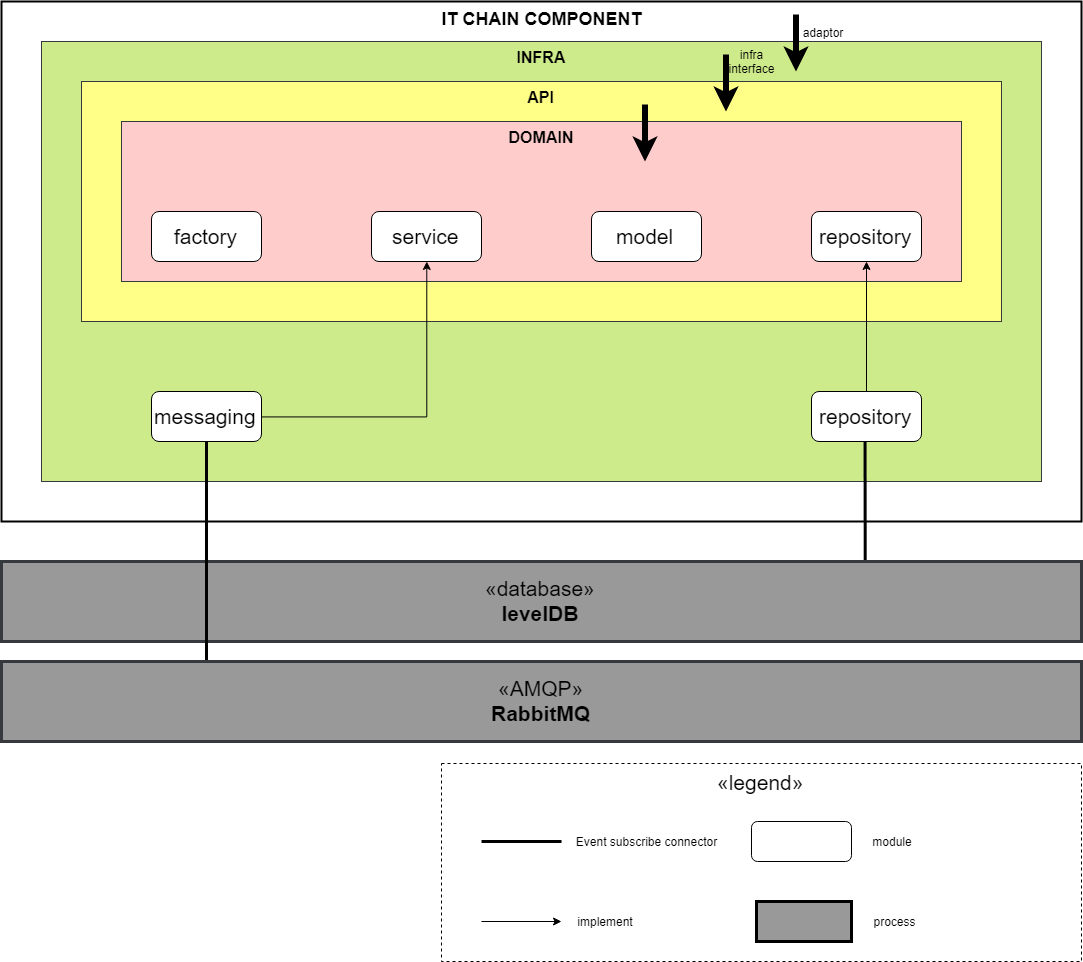 IT CHAIN COMPONENT
adaptor
INFRA
infra
interface
API
DOMAIN
factory
service
model
repository
messaging
repository
«database»
levelDB
«AMQP»
RabbitMQ
«legend»
Event subscribe connector
module
implement
process